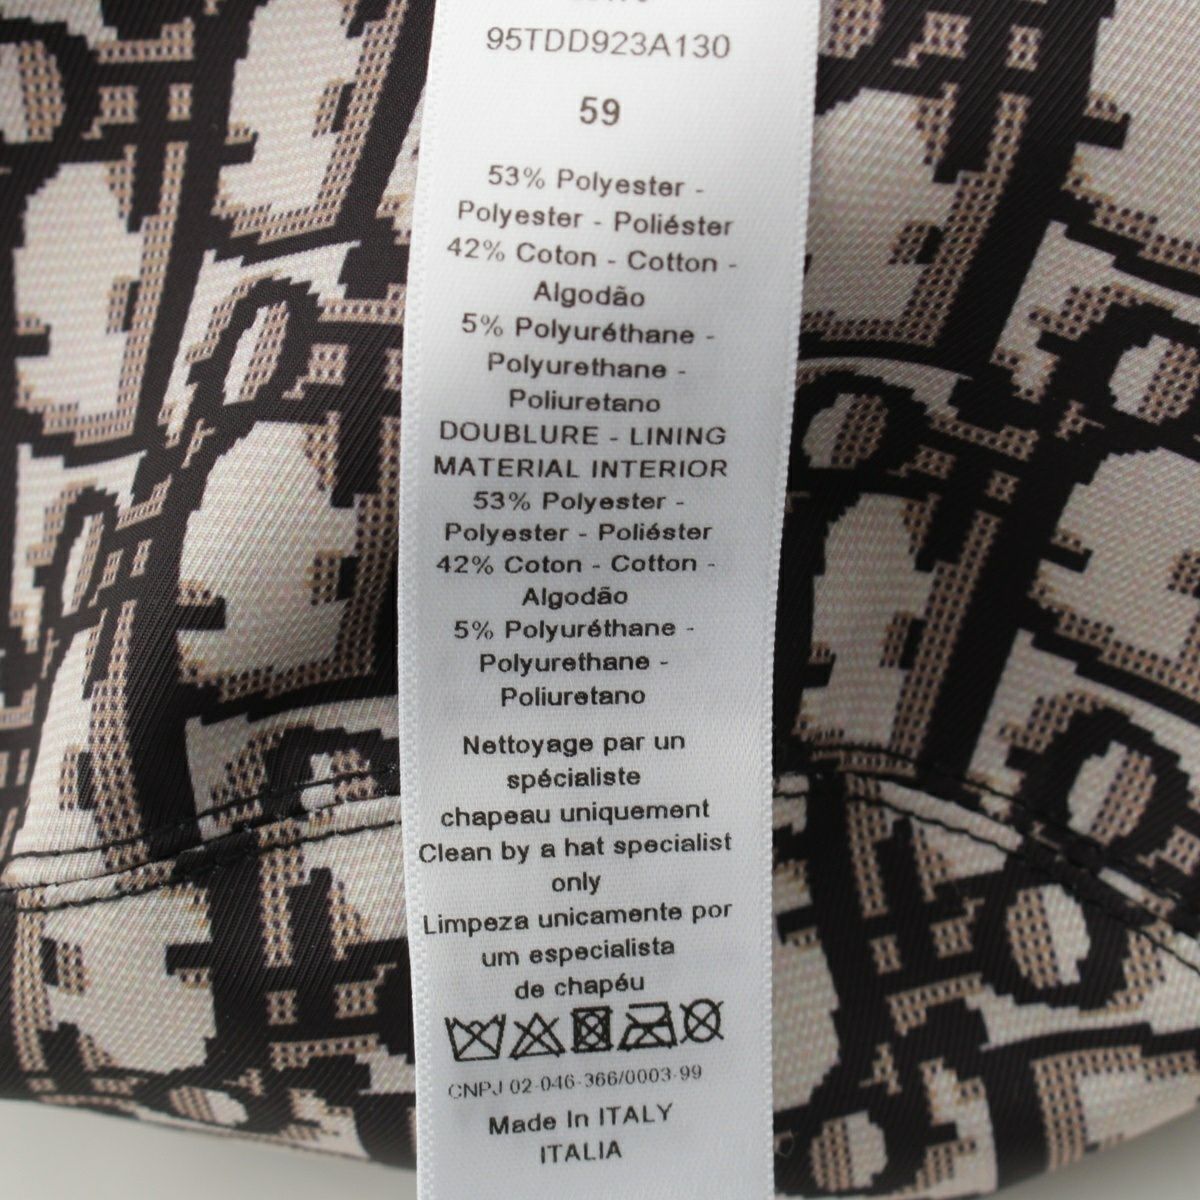 95TDD923A130
59
53% Polyester -
Polyester - Poliéster
42% Coton - Cotton -
Algodão
5% Polyuréthane -
Polyurethane -
Poliuretano
DOUBLURE - LINING
MATERIAL INTERIOR
53% Polyester -
Polyester - Poliéster
42% Coton - Cotton -
Algodão
5% Polyuréthane -
Polyurethane -
Poliuretano
Nettoyage par un
spécialiste
chapeau uniquement
Clean by a hat specialist
only
Limpeza unicamente por
um especialista
de chapéu
CNPJ 02-046-366/0003-99
Made In ITALY
ITALIA